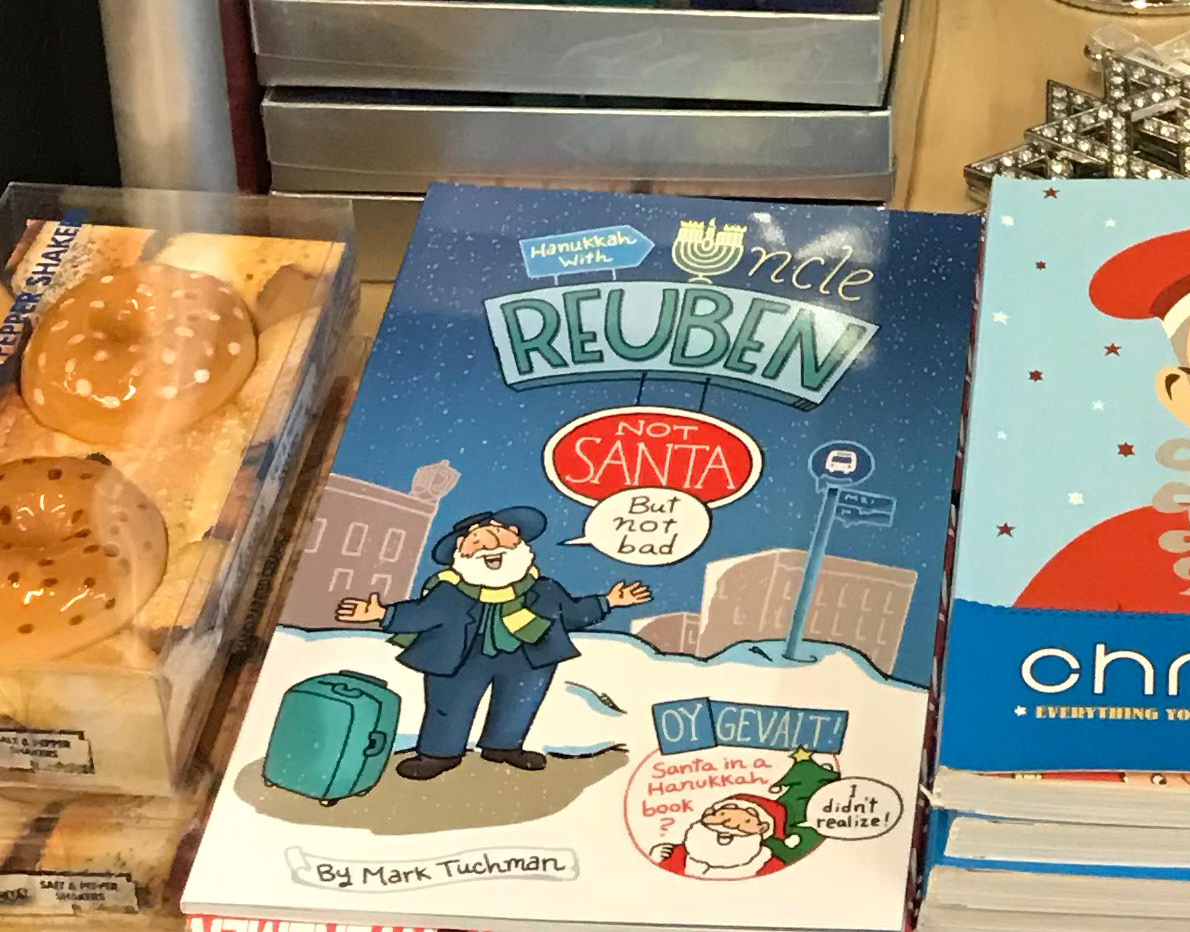 PEPPER SHAKE
Hanukkah
With
Uncle
REUBEN
NOT
SANTA
But
not
bad
OY GEVALT!
Santa in a
Hanukkah
book
?
I
didn't
realize!
By Mark Tuchman
chr
EVERYTHING YO
SALT & PEPPER
SHAKERS
SALT & PEPPER
SHAKERS